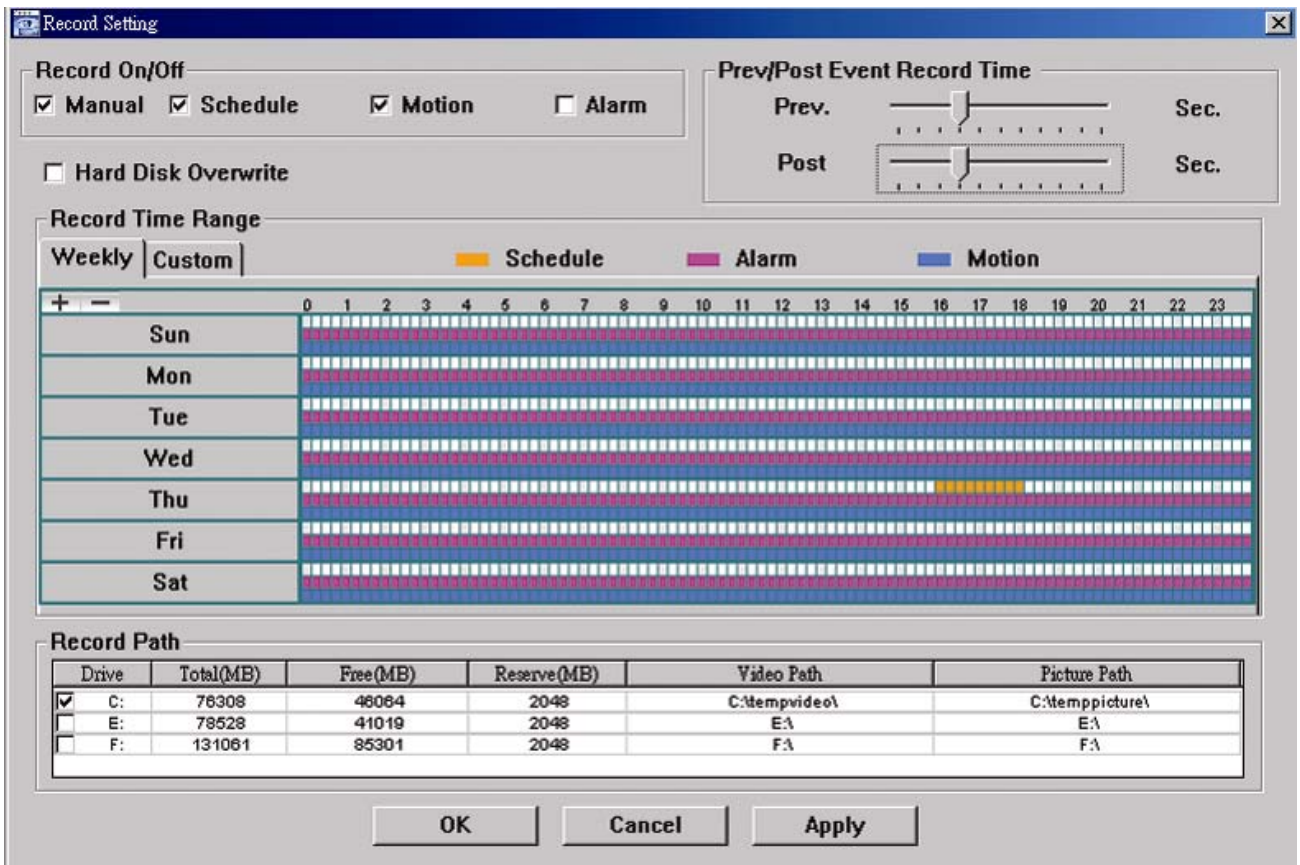 Record Setting
Record On/Off
Manual Schedule Motion Alarm
Prev/Post Event Record Time
Prev. Sec.
Post Sec.
Hard Disk Overwrite
Record Time Range
Weekly Custom Schedule Alarm Motion
+ − 0 1 2 3 4 5 6 7 8 9 10 11 12 13 14 15 16 17 18 19 20 21 22 23
Sun
Mon
Tue
Wed
Thu
Fri
Sat
Record Path
Drive Total(MB) Free(MB) Reserve(MB) Video Path Picture Path
C: 76308 46064 2048 C:\tempvideo\ C:\temppicture\
E: 78528 41019 2048 E:\ E:\
F: 131061 85301 2048 F:\ F:\
OK Cancel Apply